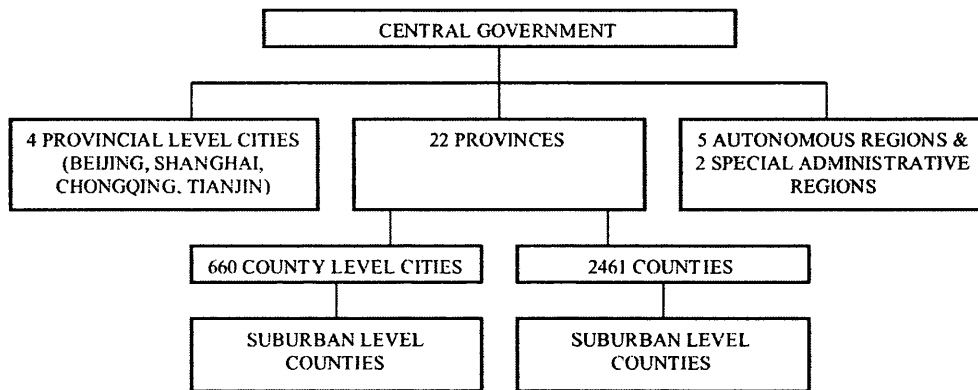 CENTRAL GOVERNMENT
4 PROVINCIAL LEVEL CITIES
(BEIJING, SHANGHAI,
CHONGQING, TIANJIN)
22 PROVINCES
5 AUTONOMOUS REGIONS &
2 SPECIAL ADMINISTRATIVE
REGIONS
660 COUNTY LEVEL CITIES
2461 COUNTIES
SUBURBAN LEVEL
COUNTIES
SUBURBAN LEVEL
COUNTIES